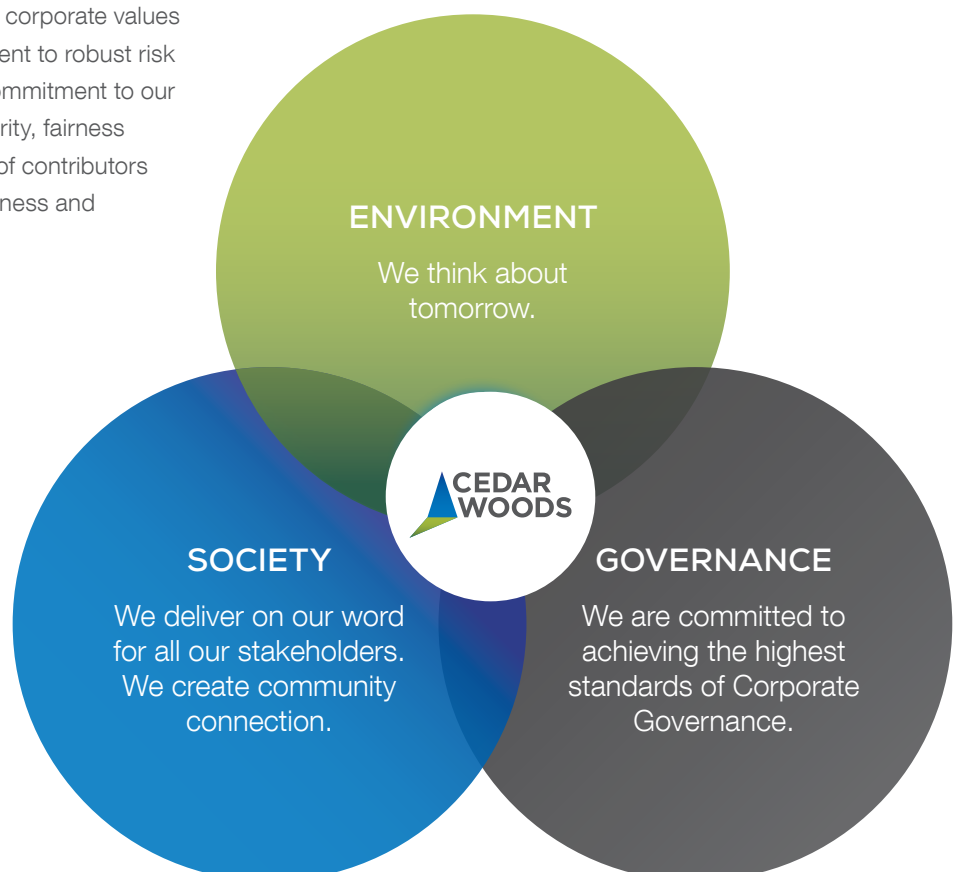 corporate values
ent to robust risk
mmitment to our
rity, fairness
of contributors
ness and
ENVIRONMENT
We think about
tomorrow.
CEDAR
WOODS
SOCIETY
We deliver on our word
for all our stakeholders.
We create community
connection.
GOVERNANCE
We are committed to
achieving the highest
standards of Corporate
Governance.